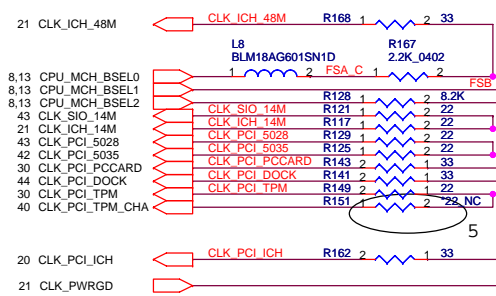 21 CLK_ICH_48M CLK_ICH_48M R168 1 2 33
L8 R167
BLM18AG601SN1D 2.2K_0402
8,13 CPU_MCH_BSEL0 1 2 FSA_C 1 2
8,13 CPU_MCH_BSEL1 FSB
8,13 CPU_MCH_BSEL2 R128 1 2 8.2K
43 CLK_SIO_14M CLK_SIO_14M R121 1 2 22
21 CLK_ICH_14M CLK_ICH_14M R117 1 2 22
43 CLK_PCI_5028 CLK_PCI_5028 R129 1 2 22
42 CLK_PCI_5035 CLK_PCI_5035 R125 1 2 22
30 CLK_PCI_PCCARD CLK_PCI_PCCARD R143 2 1 33
44 CLK_PCI_DOCK CLK_PCI_DOCK R141 2 1 33
30 CLK_PCI_TPM CLK_PCI_TPM R149 2 1 22
40 CLK_PCI_TPM_CHA R151 1 2 *22_NC
5
20 CLK_PCI_ICH R162 2 1 33
21 CLK_PWRGD